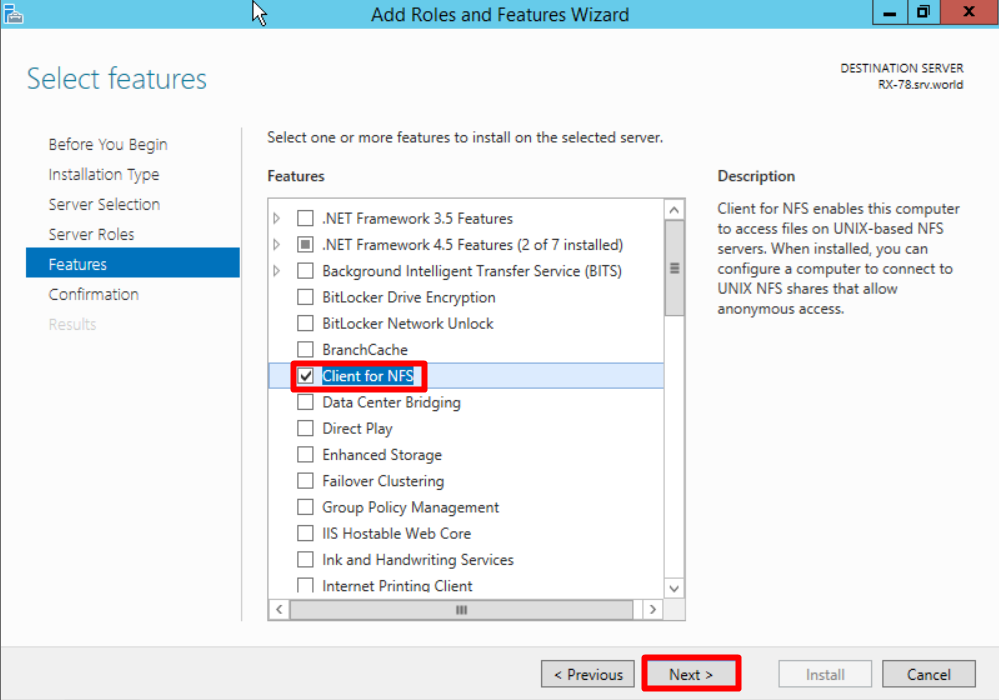 Add Roles and Features Wizard
Select features
DESTINATION SERVER
RX-78.srv.world
Before You Begin
Installation Type
Server Selection
Server Roles
Features
Confirmation
Results
Select one or more features to install on the selected server.
Features
.NET Framework 3.5 Features
.NET Framework 4.5 Features (2 of 7 installed)
Background Intelligent Transfer Service (BITS)
BitLocker Drive Encryption
BitLocker Network Unlock
BranchCache
Client for NFS
Data Center Bridging
Direct Play
Enhanced Storage
Failover Clustering
Group Policy Management
IIS Hostable Web Core
Ink and Handwriting Services
Internet Printing Client
Description
Client for NFS enables this computer
to access files on UNIX-based NFS
servers. When installed, you can
configure a computer to connect to
UNIX NFS shares that allow
anonymous access.
< Previous
Next >
Install
Cancel